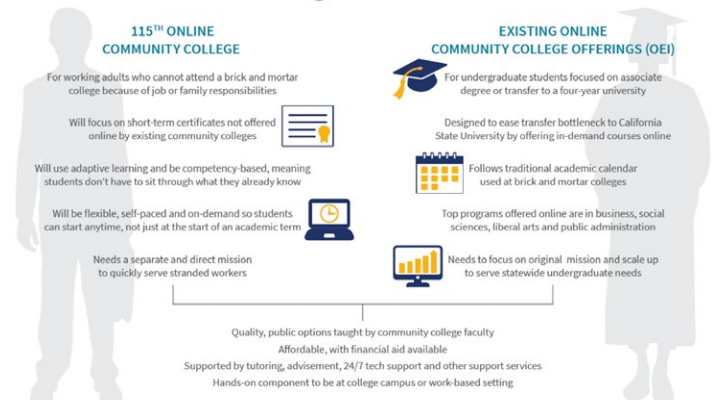 115TH ONLINE
COMMUNITY COLLEGE
For working adults who cannot attend a brick and mortar
college because of job or family responsibilities
Will focus on short-term certificates not offered
online by existing community colleges
Will use adaptive learning and be competency-based, meaning
students don't have to sit through what they already know
Will be flexible, self-paced and on-demand so students
can start anytime, not just at the start of an academic term
Needs a separate and direct mission
to quickly serve stranded workers
EXISTING ONLINE
COMMUNITY COLLEGE OFFERINGS (OEI)
For undergraduate students focused on associate
degree or transfer to a four-year university
Designed to ease transfer bottleneck to California
State University by offering in-demand courses online
Follows traditional academic calendar
used at brick and mortar colleges
Top programs offered online are in business, social
sciences, liberal arts and public administration
Needs to focus on original mission and scale up
to serve statewide undergraduate needs
Quality, public options taught by community college faculty
Affordable, with financial aid available
Supported by tutoring, advisement, 24/7 tech support and other support services
Hands-on component to be at college campus or work-based setting